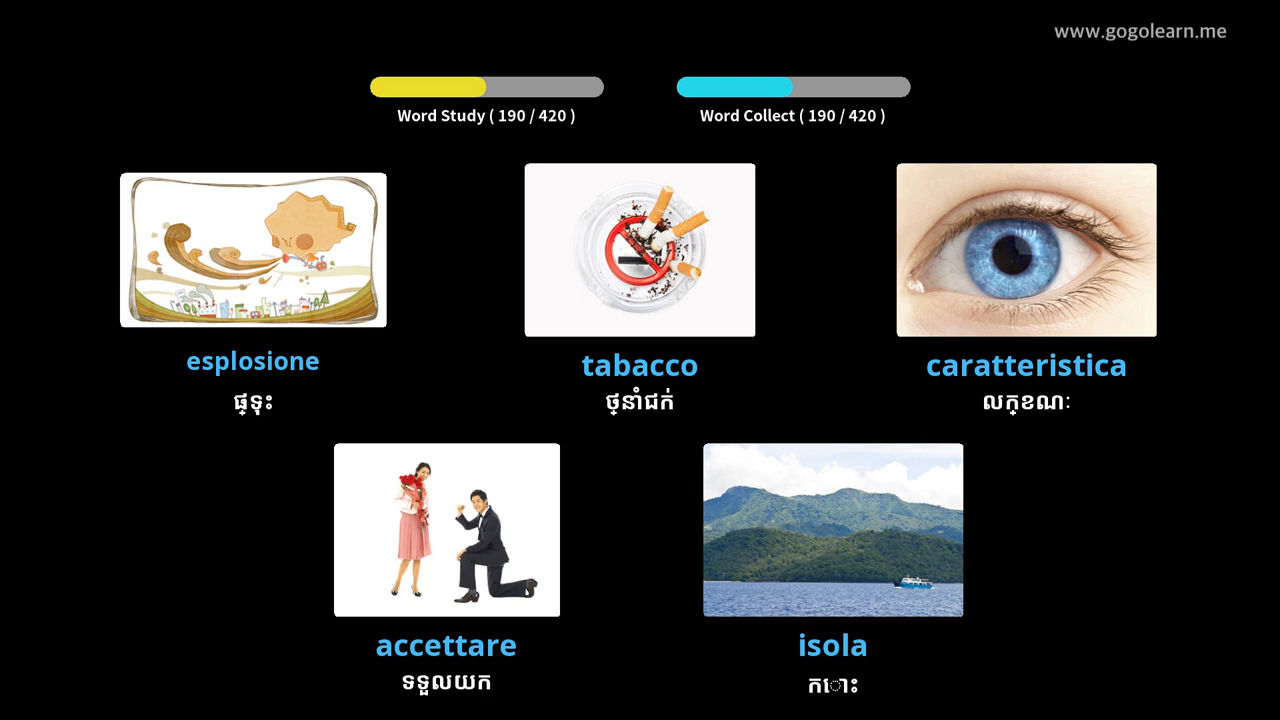 www.gogolearn.me
Word Study ( 190 / 420 )
Word Collect ( 190 / 420 )
esplosione
tabacco
caratteristica
ផ្ទុះ
ថ្នាំជក់
លក្ខណៈ
accettare
isola
ទទួលយក
កោះ